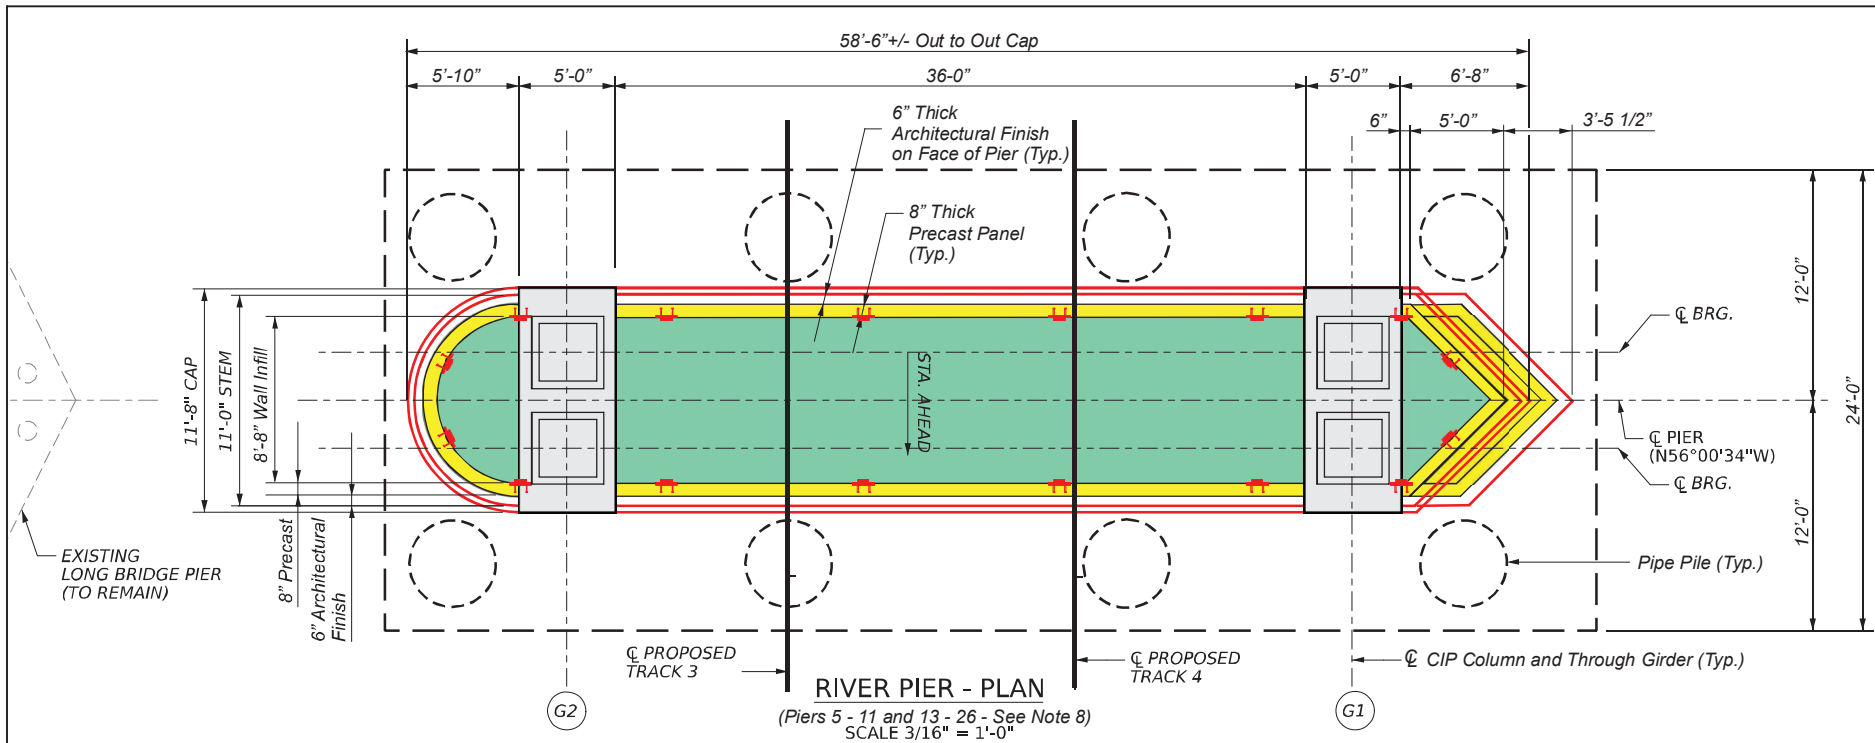 58'-6"+/- Out to Out Cap
5'-10"
5'-0"
36-0"
5'-0"
6'-8"
6" Thick
Architectural Finish
on Face of Pier (Typ.)
6"
5'-0"
3'-5 1/2"
8" Thick
Precast Panel
(Typ.)
12'-0"
24'-0"
12'-0"
℄ BRG.
STA. AHEAD
11'-8" CAP
11'-0" STEM
8'-8" Wall Infill
℄ PIER
(N56°00'34"W)
℄ BRG.
EXISTING
LONG BRIDGE PIER
(TO REMAIN)
8" Precast
6" Architectural
Finish
Pipe Pile (Typ.)
℄ PROPOSED
TRACK 3
℄ PROPOSED
TRACK 4
℄ CIP Column and Through Girder (Typ.)
G2
G1
RIVER PIER - PLAN
(Piers 5 - 11 and 13 - 26 - See Note 8)
SCALE 3/16" = 1'-0"